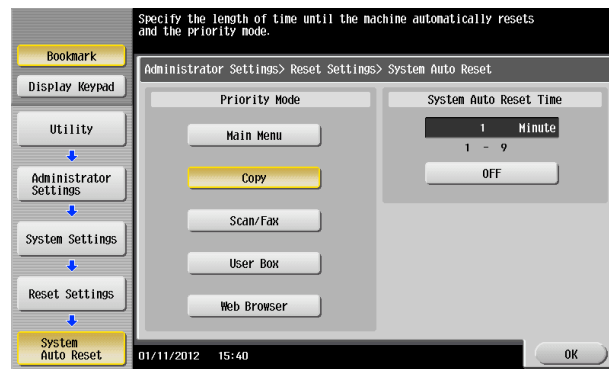 Specify the length of time until the machine automatically resets
and the priority mode.
Bookmark
Display Keypad
Utility
Administrator
Settings
System Settings
Reset Settings
System
Auto Reset
Administrator Settings> Reset Settings> System Auto Reset
Priority Mode
Main Menu
Copy
Scan/Fax
User Box
Web Browser
System Auto Reset Time
1 Minute
1 - 9
OFF
01/11/2012 15:40
OK